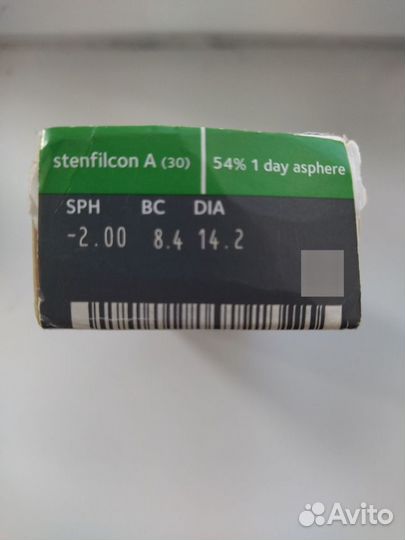 stenfilcon A (30) 54% 1 day asphere
SPH BC DIA
-2.00 8.4 14.2
Avito